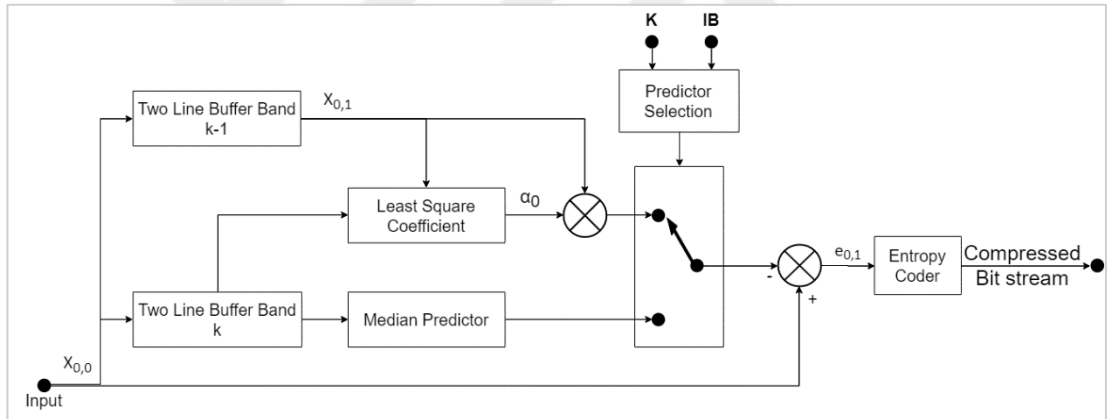 K
IB
Predictor
Selection
Two Line Buffer Band
k-1
X0,1
Least Square
Coefficient
α0
Two Line Buffer Band
k
Median Predictor
-
+
e0,1
Entropy
Coder
Compressed
Bit stream
X0,0
Input